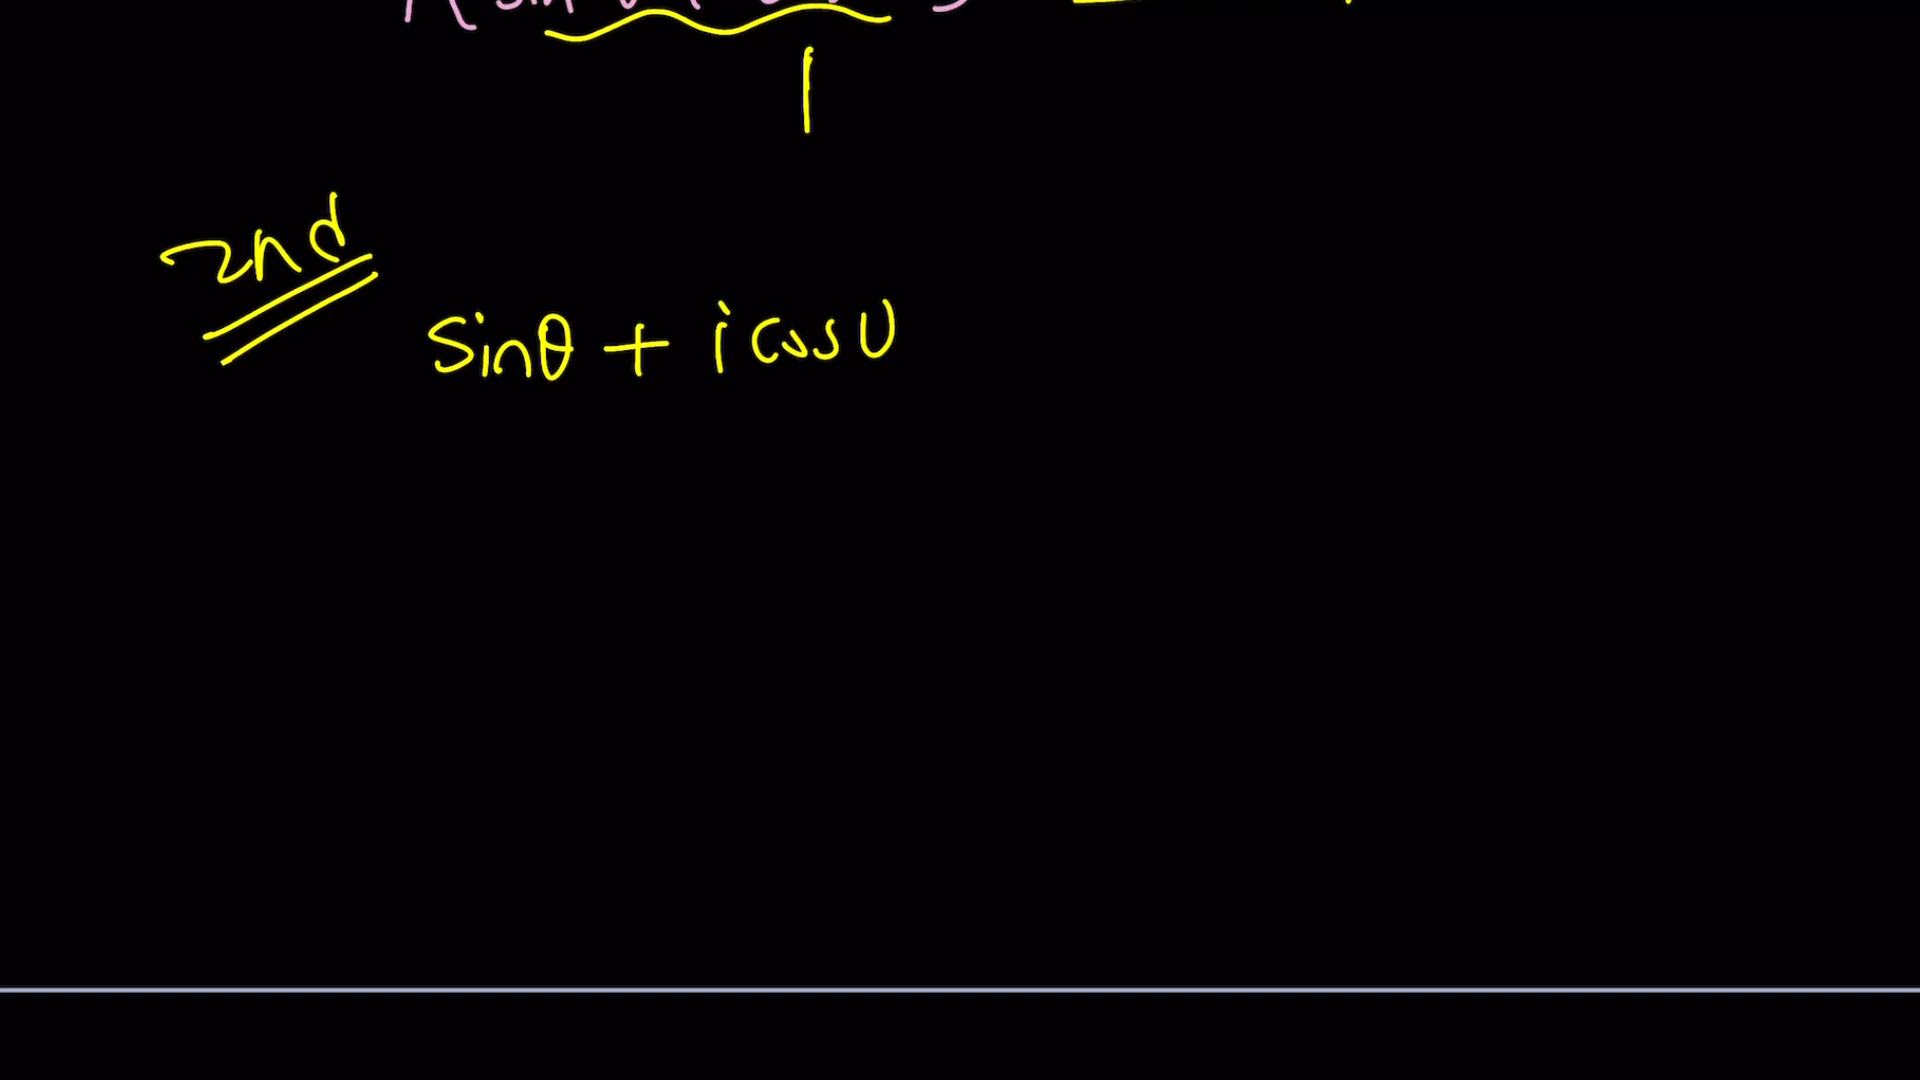 1
2nd
sinθ + i cos U